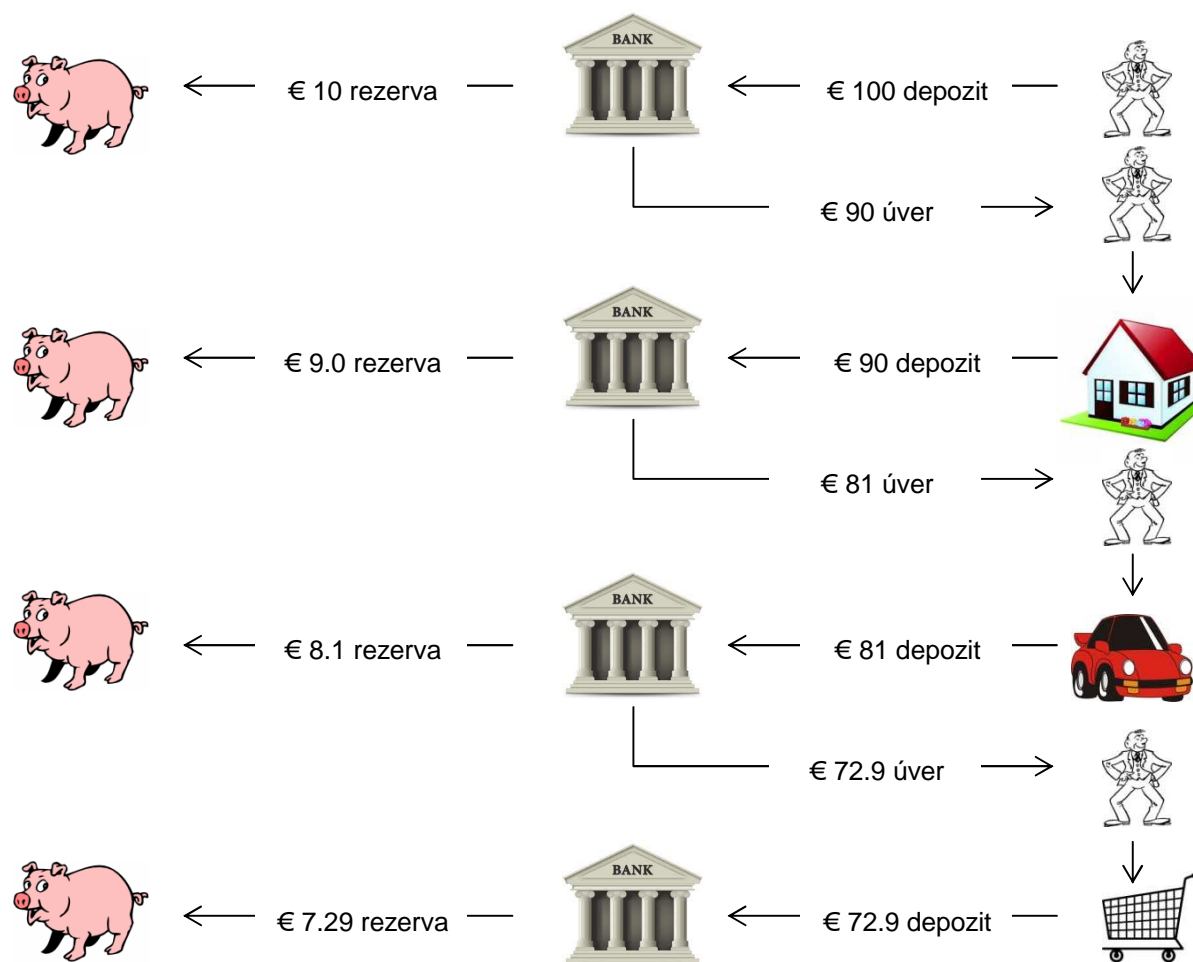 BANK
€ 10 rezerva
€ 100 depozit
€ 90 úver
BANK
€ 9.0 rezerva
€ 90 depozit
€ 81 úver
BANK
€ 8.1 rezerva
€ 81 depozit
€ 72.9 úver
BANK
€ 7.29 rezerva
€ 72.9 depozit